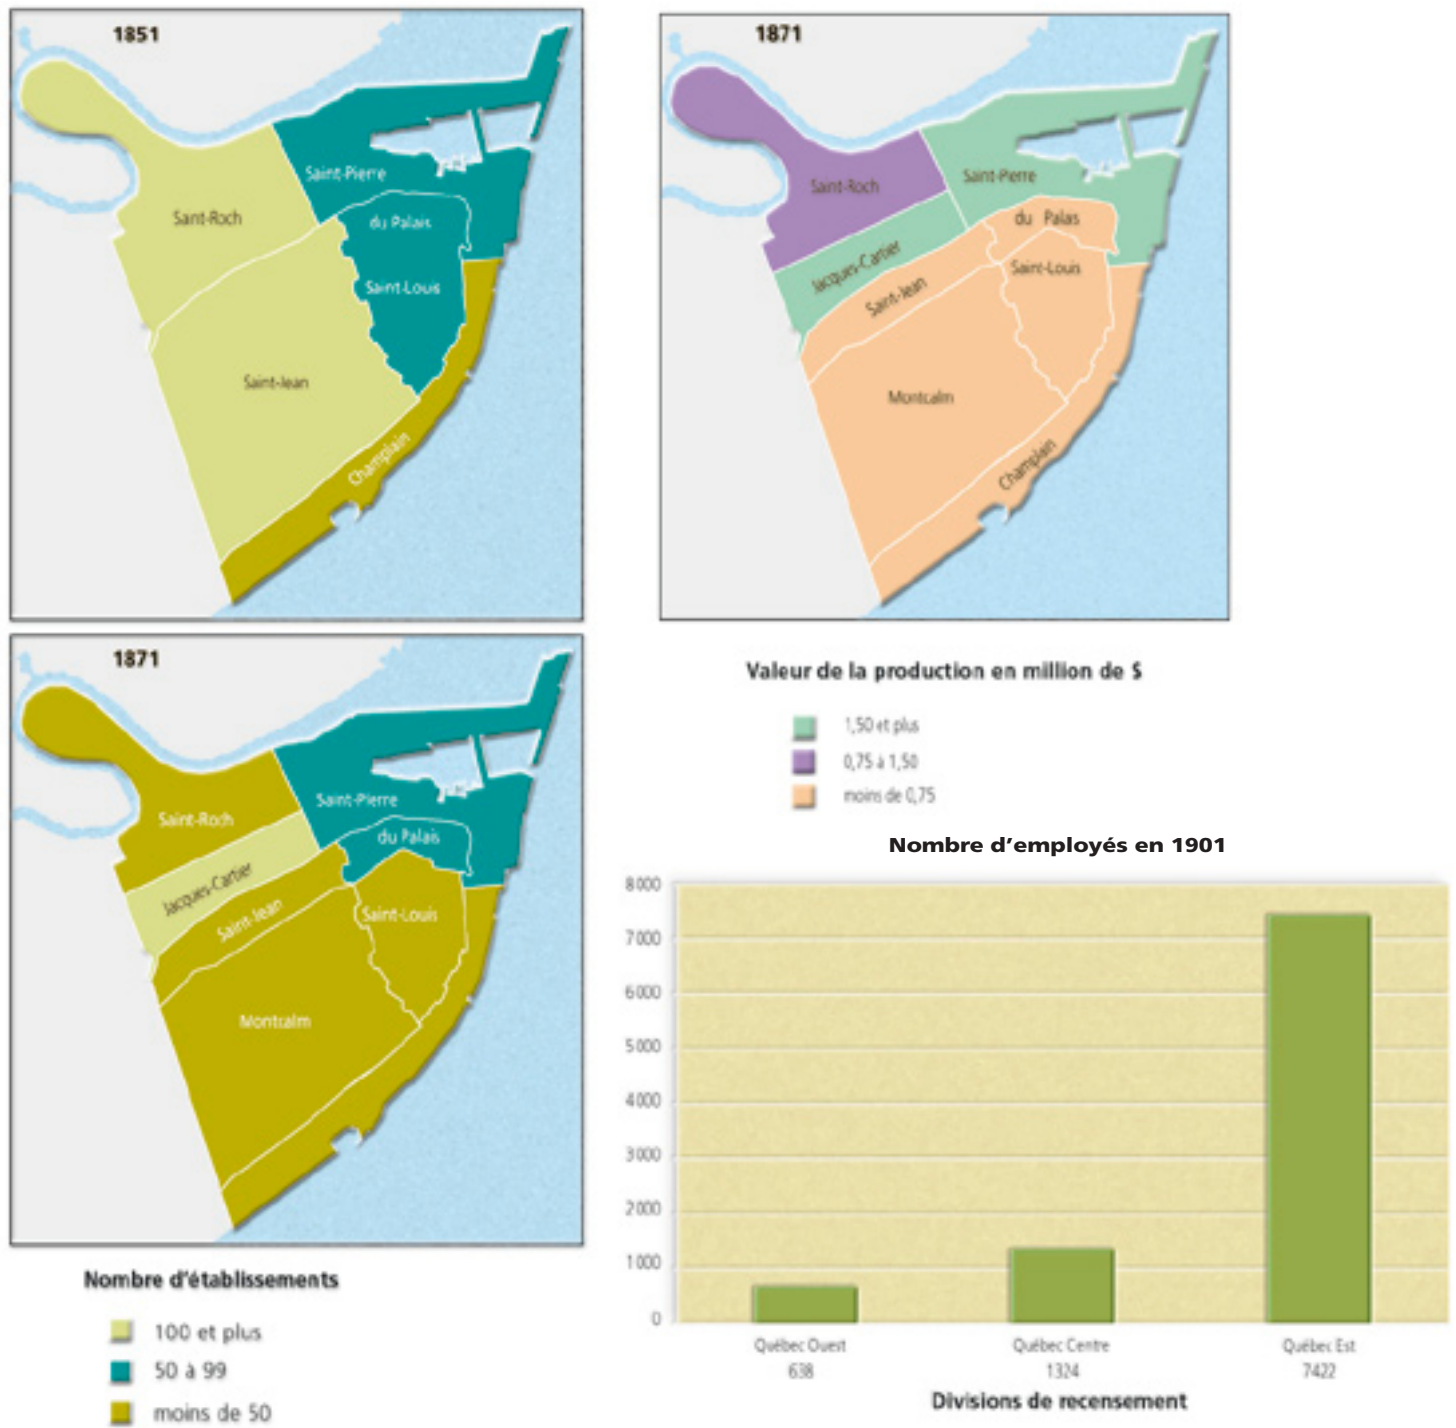 1851
Saint-Pierre
Saint-Roch
du Palais
Saint-Louis
Saint-Jean
Champlain
1871
Saint-Roch
Saint-Pierre
du Palais
Jacques-Cartier
Saint-Louis
Saint-Jean
Montcalm
Champlain
Valeur de la production en million de $
1,50 et plus
0,75 à 1,50
moins de 0,75
1871
Saint-Pierre
Saint-Roch
du Palais
Jacques-Cartier
Saint-Jean
Saint-Louis
Montcalm
Nombre d'établissements
100 et plus
50 à 99
moins de 50
Nombre d'employés en 1901
8000
7000
6000
5000
4000
3000
2000
1000
0
Québec Ouest
638
Québec Centre
1324
Québec Est
7422
Divisions de recensement